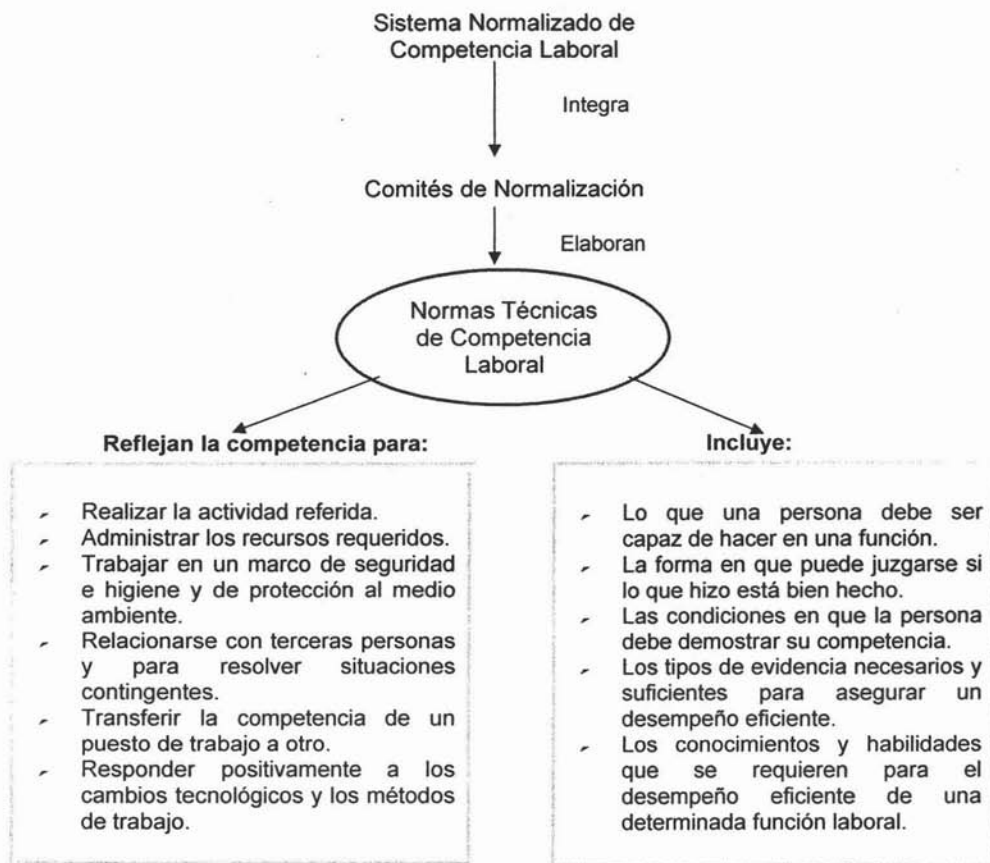 Sistema Normalizado de
Competencia Laboral
Integra
Comités de Normalización
Elaboran
Normas Técnicas
de Competencia
Laboral
Reflejan la competencia para:
- Realizar la actividad referida.
- Administrar los recursos requeridos.
- Trabajar en un marco de seguridad
e higiene y de protección al medio
ambiente.
- Relacionarse con terceras personas
y para resolver situaciones
contingentes.
- Transferir la competencia de un
puesto de trabajo a otro.
- Responder positivamente a los
cambios tecnológicos y los métodos
de trabajo.
Incluye:
- Lo que una persona debe ser
capaz de hacer en una función.
- La forma en que puede juzgarse si
lo que hizo está bien hecho.
- Las condiciones en que la persona
debe demostrar su competencia.
- Los tipos de evidencia necesarios y
suficientes para asegurar un
desempeño eficiente.
- Los conocimientos y habilidades
que se requieren para el
desempeño eficiente de una
determinada función laboral.